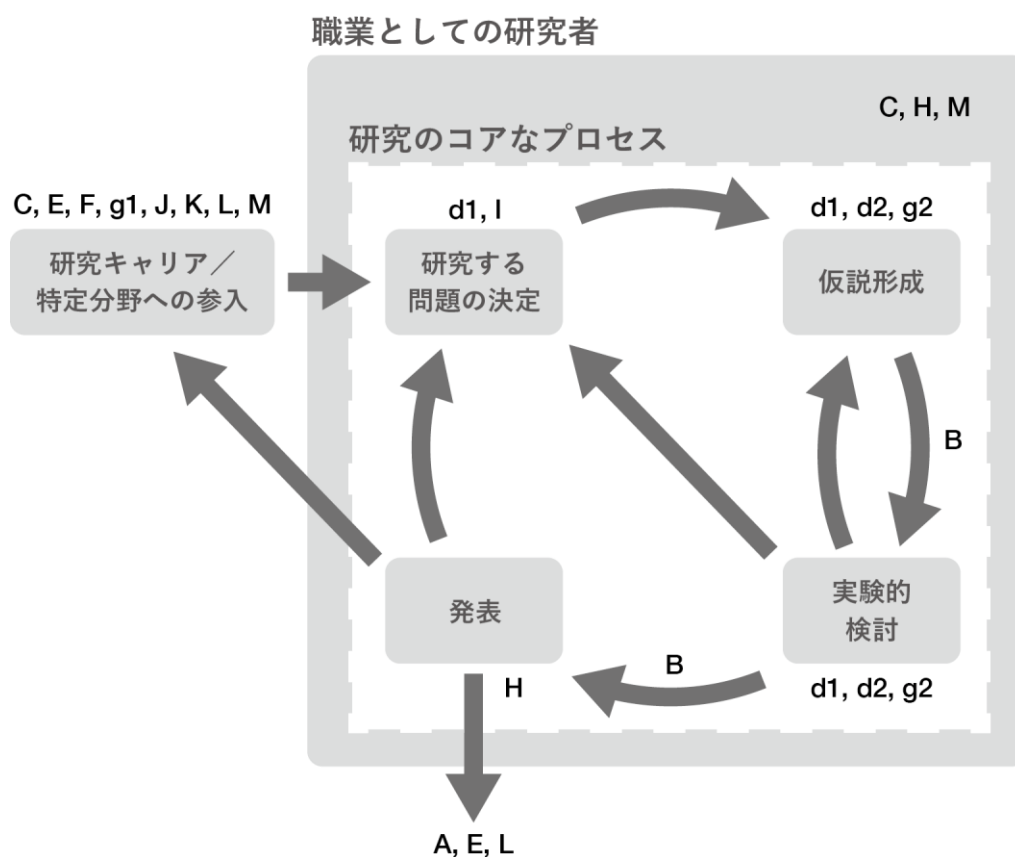 職業としての研究者
C, H, M
研究のコアなプロセス
C, E, F, g1, J, K, L, M
研究キャリア／
特定分野への参入
d1, I
研究する
問題の決定
d1, d2, g2
仮説形成
B
発表
H
実験的
検討
d1, d2, g2
B
A, E, L